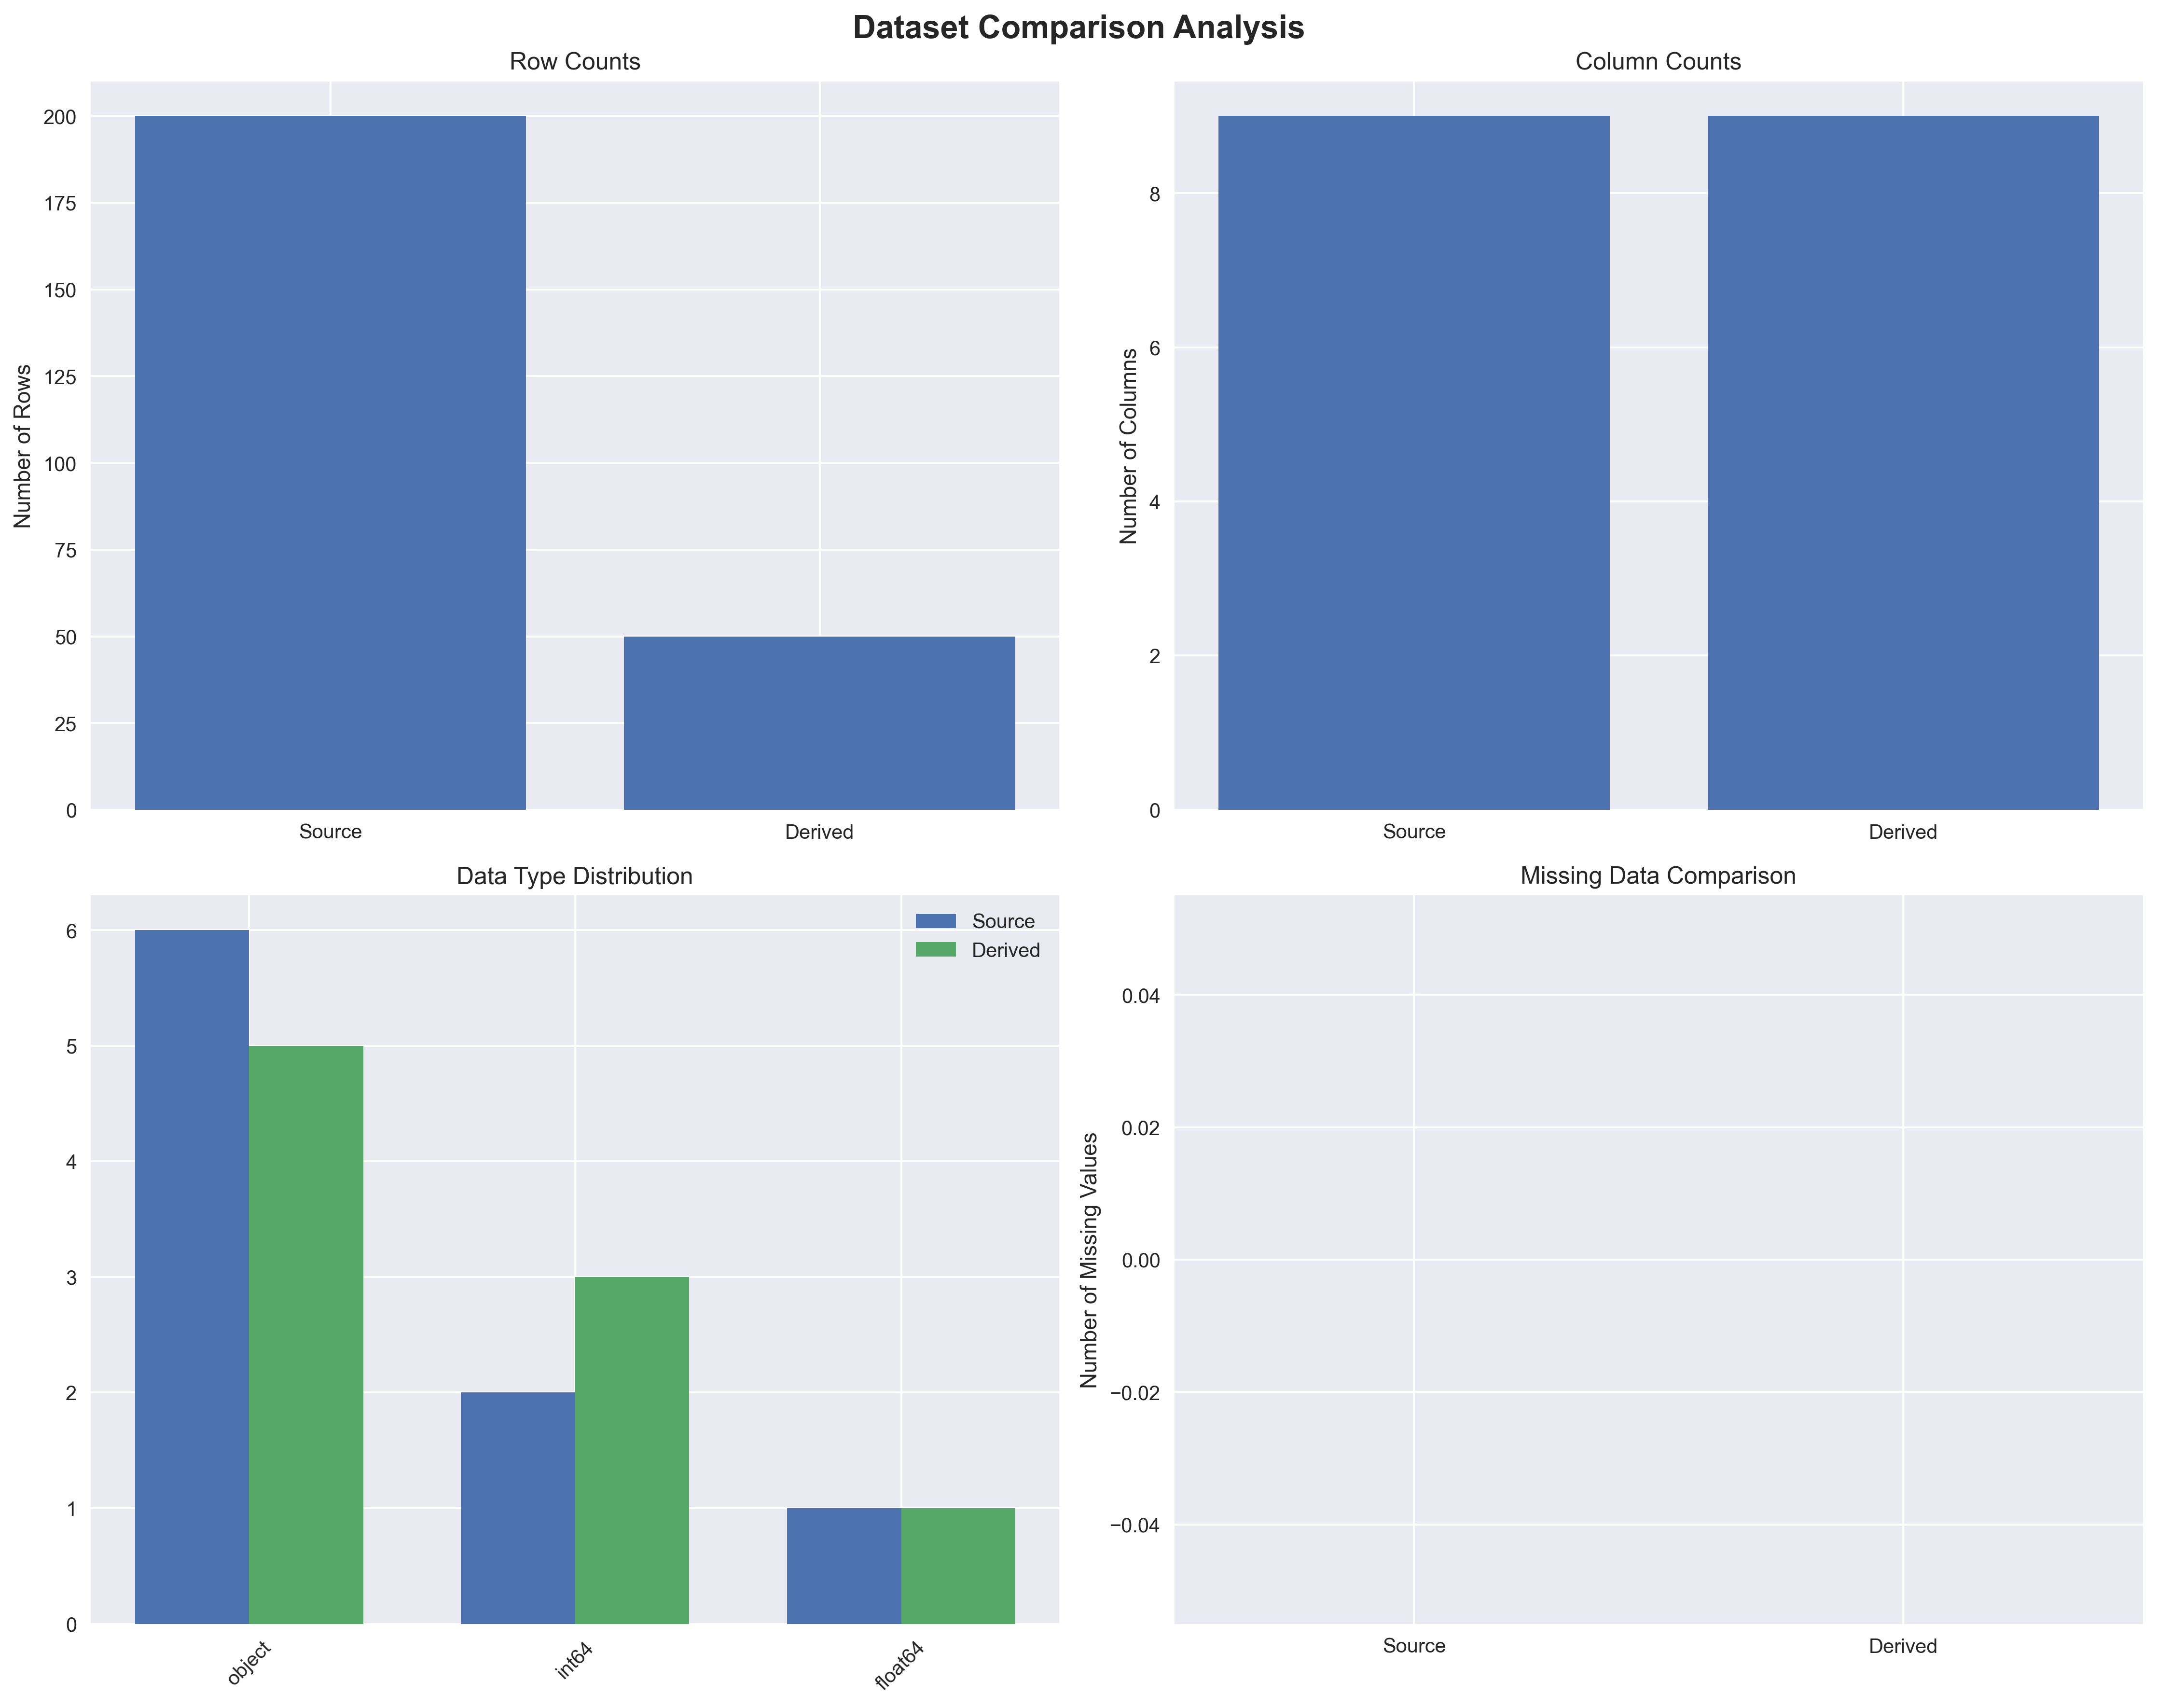 Dataset Comparison Analysis
Row Counts
Number of Rows
200
175
150
125
100
75
50
25
0
Source
Derived
Column Counts
Number of Columns
8
6
4
2
0
Source
Derived
Data Type Distribution
Source
Derived
6
5
4
3
2
1
0
object
int64
float64
Missing Data Comparison
Number of Missing Values
0.04
0.02
0.00
−0.02
−0.04
Source
Derived